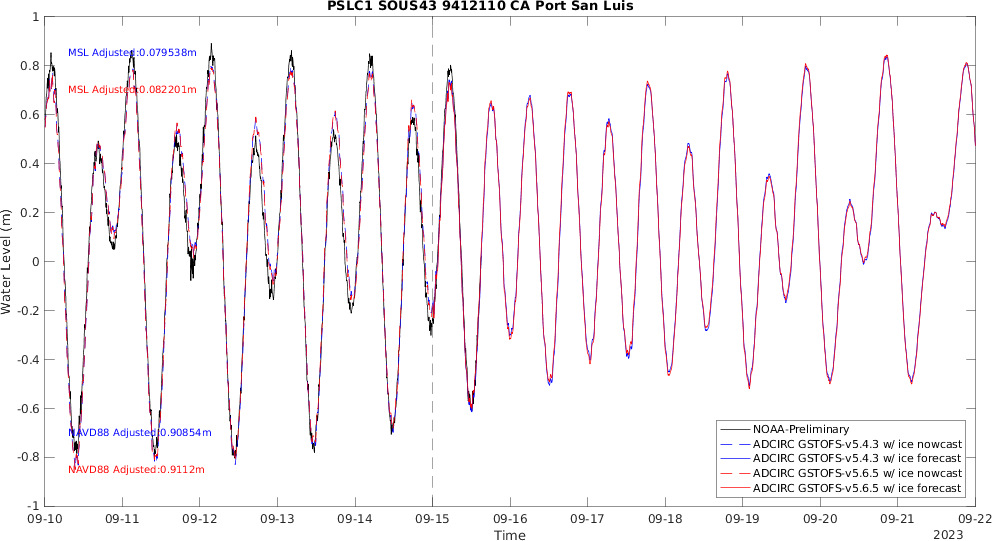 PSLC1 SOUS43 9412110 CA Port San Luis
1
0.8
0.6
0.4
0.2
0
-0.2
-0.4
-0.6
-0.8
-1
Water Level (m)
MSL Adjusted:0.079538m
MSL Adjusted:0.082201m
NAVD88 Adjusted:0.90854m
NAVD88 Adjusted:0.9112m
NOAA-Preliminary
ADCIRC GSTOFS-v5.4.3 w/ ice nowcast
ADCIRC GSTOFS-v5.4.3 w/ ice forecast
ADCIRC GSTOFS-v5.6.5 w/ ice nowcast
ADCIRC GSTOFS-v5.6.5 w/ ice forecast
09-10 09-11 09-12 09-13 09-14 09-15 09-16 09-17 09-18 09-19 09-20 09-21 09-22
Time
2023